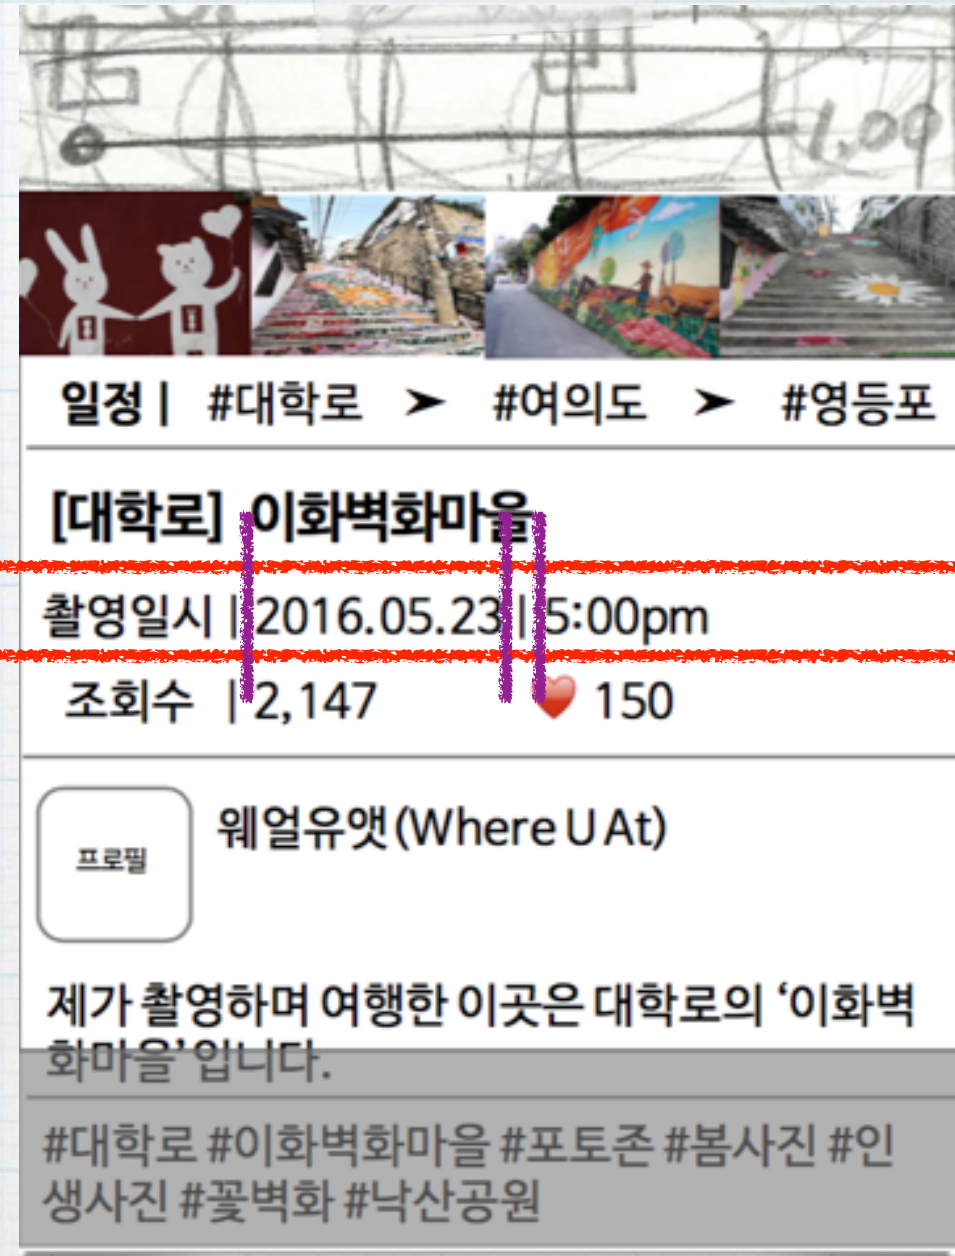 1.00
일정 | #대학로 ➤ #여의도 ➤ #영등포
[대학로] 이화벽화마을
촬영일시 | 2016.05.23 | 5:00pm
조회수 | 2,147 ❤ 150
프로필
웨얼유앳(Where U At)
제가 촬영하며 여행한 이곳은 대학로의 ‘이화벽
화마을’입니다.
#대학로 #이화벽화마을 #포토존 #봄사진 #인
생사진 #꽃벽화 #낙산공원